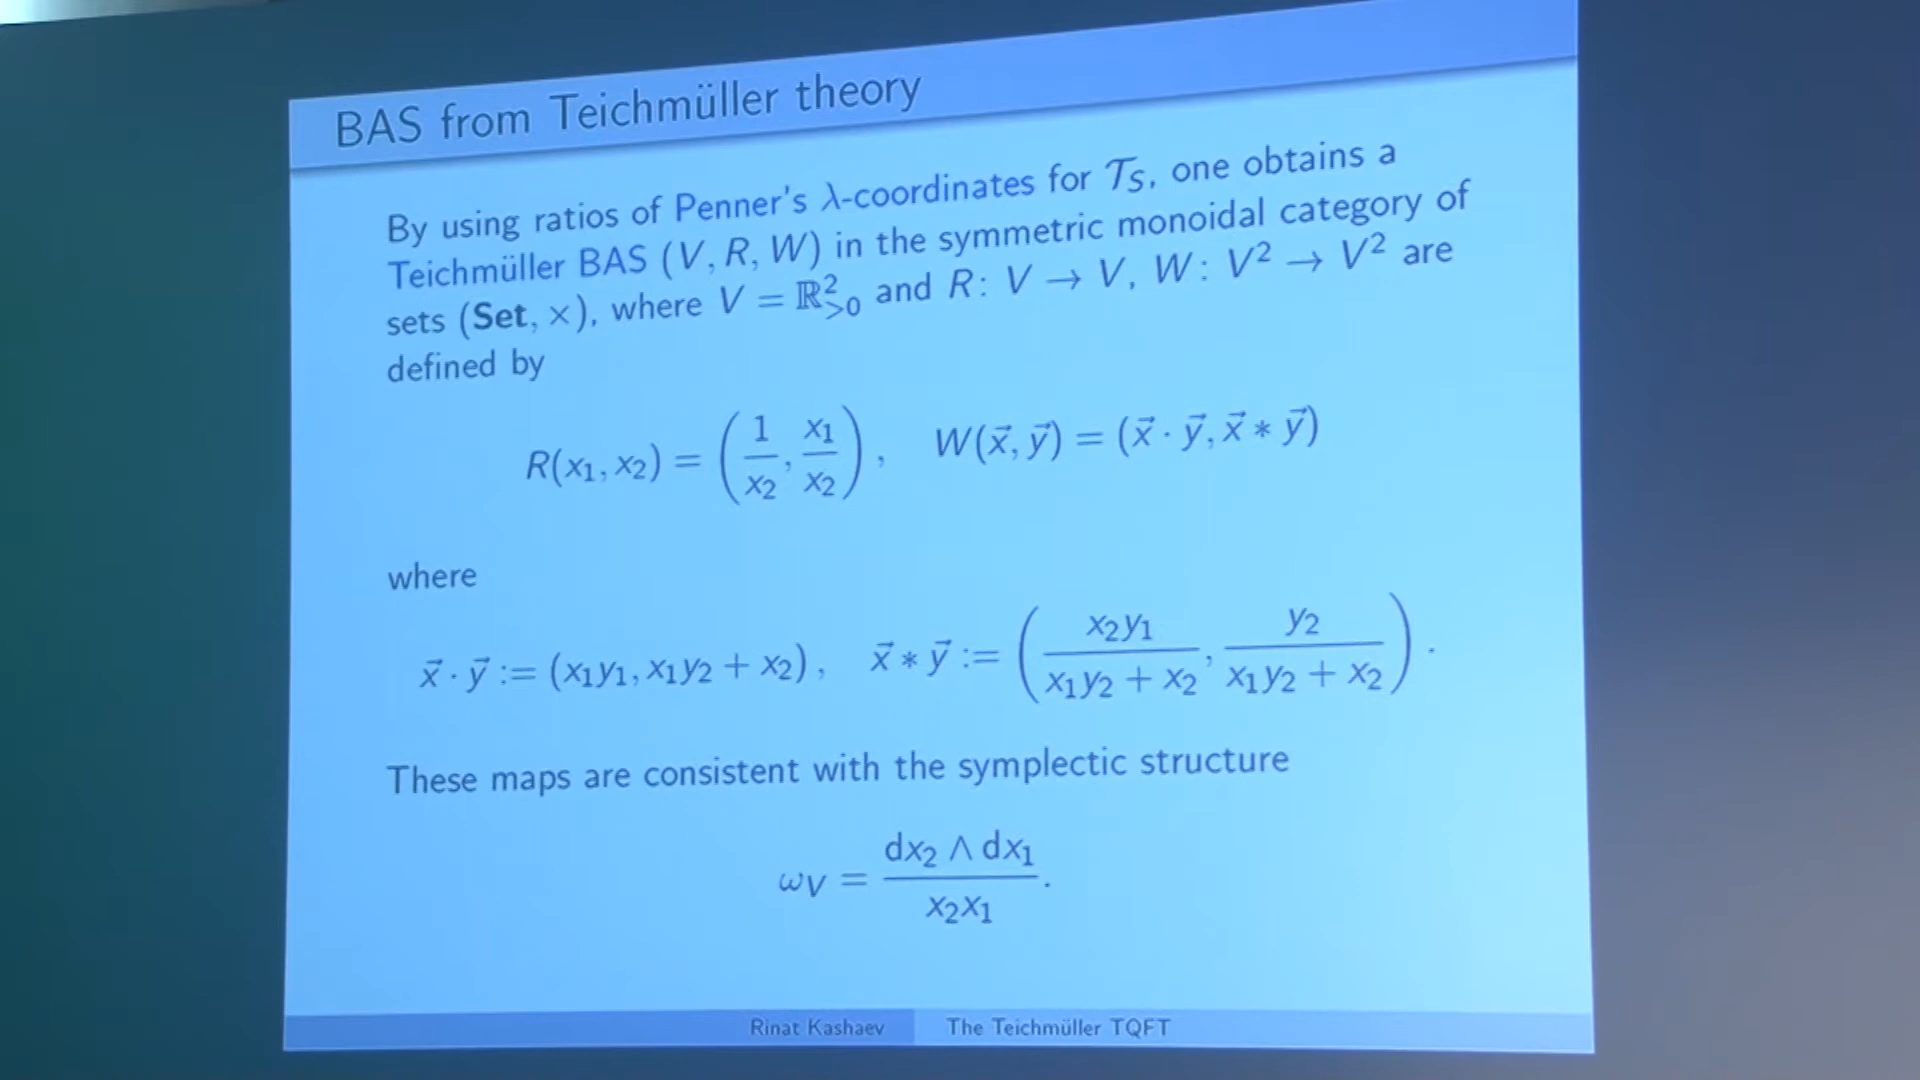 BAS from Teichmüller theory
By using ratios of Penner's λ-coordinates for 𝒯_S, one obtains a
Teichmüller BAS (V, R, W) in the symmetric monoidal category of
sets (Set, ×), where V = ℝ²_{>0} and R: V → V, W: V² → V² are
defined by
R(x₁, x₂) = (1/x₂, x₁/x₂), W(x⃗, y⃗) = (x⃗ · y⃗, x⃗ * y⃗)
where
x⃗ · y⃗ := (x₁y₁, x₁y₂ + x₂), x⃗ * y⃗ := (x₂y₁/(x₁y₂ + x₂), y₂/(x₁y₂ + x₂)).
These maps are consistent with the symplectic structure
ω_V = dx₂ ∧ dx₁/x₂x₁.
Rinat Kashaev The Teichmüller TQFT